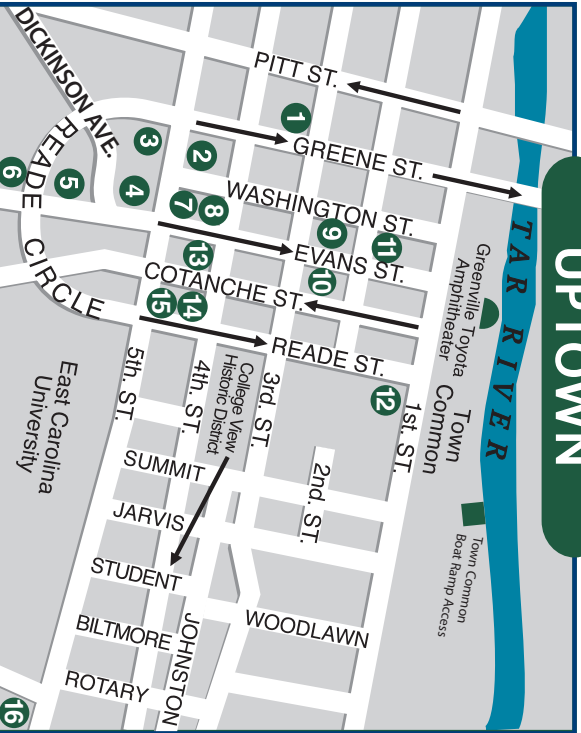 UPTOWN
TAR RIVER
DICKINSON AVE.
PITT ST.
GREENE ST.
WASHINGTON ST.
EVANS ST.
COTANCHE ST.
READE ST.
READE CIRCLE
Greenville Toyota
Amphitheater
Town
Common
Town Common
Boat Ramp Access
1st. ST.
2nd. ST.
3rd. ST.
4th. ST.
5th. ST.
College View
Historic District
East Carolina
University
SUMMIT
JARVIS
STUDENT
BILTMORE
ROTARY
JOHNSTON
WOODLAWN
1
2
3
4
5
6
7
8
9
10
11
12
13
14
15
16